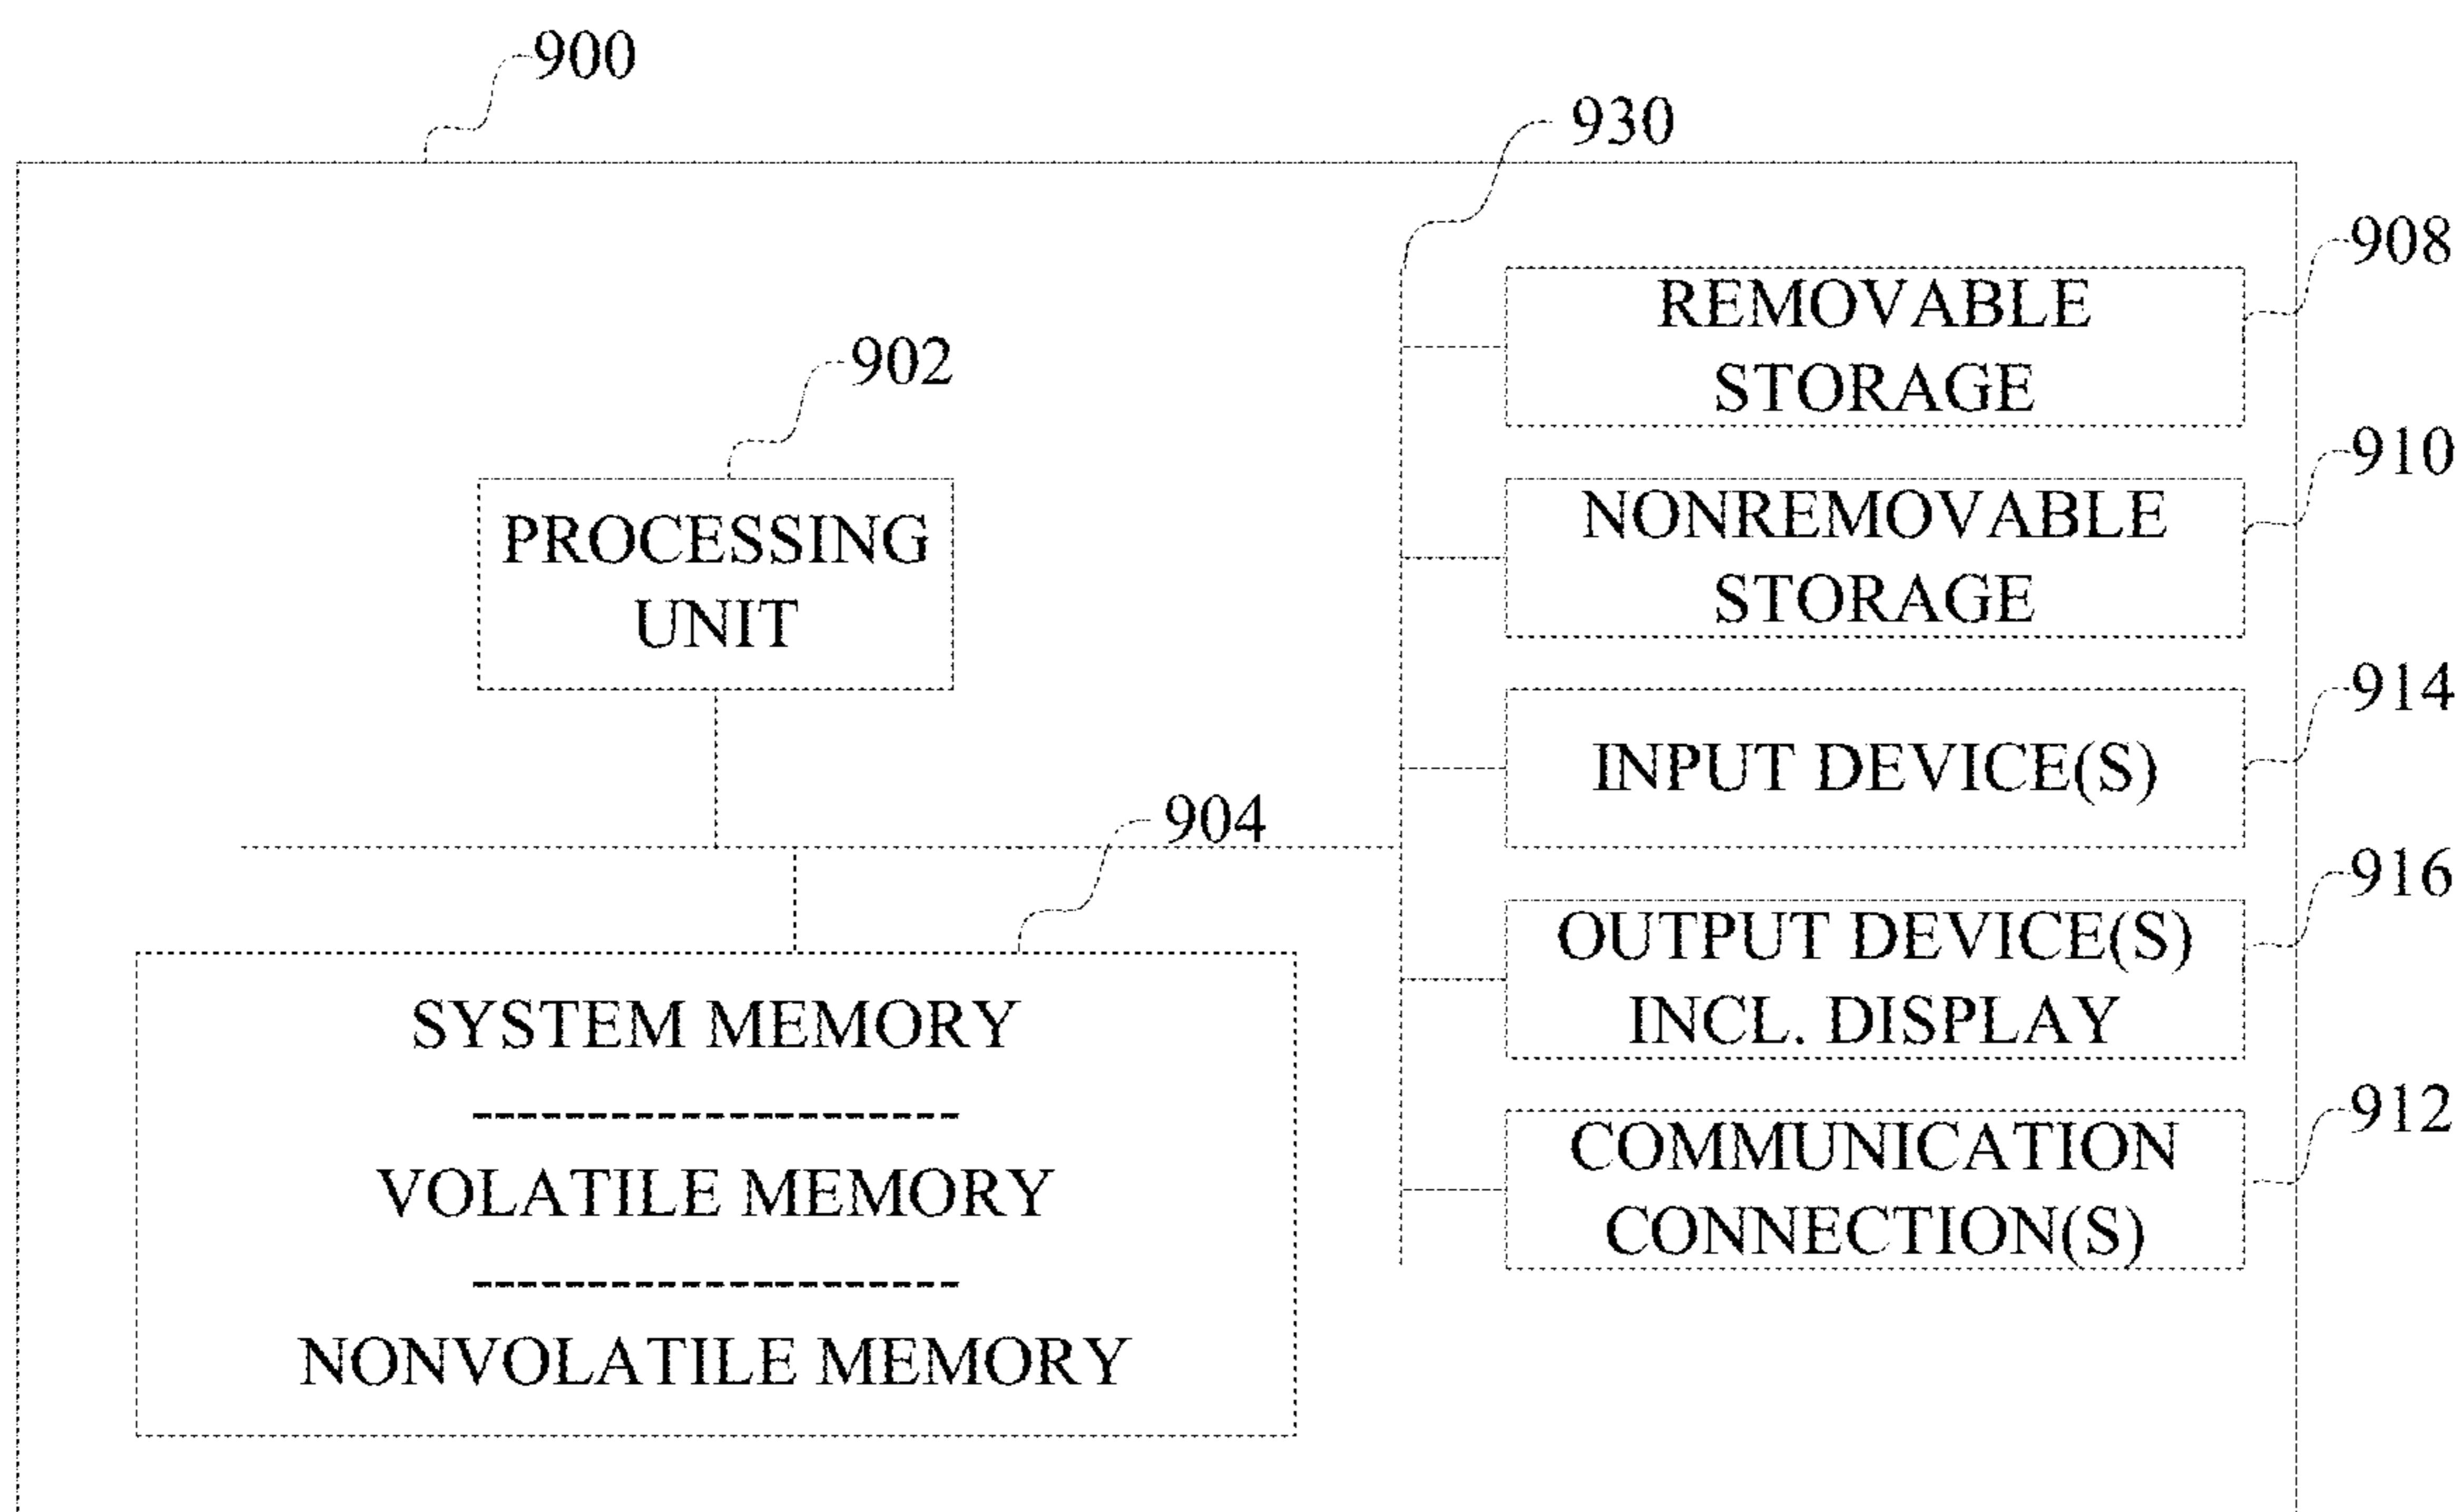 900
930
908
REMOVABLE
STORAGE
902
910
NONREMOVABLE
STORAGE
PROCESSING
UNIT
914
INPUT DEVICE(S)
904
916
OUTPUT DEVICE(S)
INCL. DISPLAY
SYSTEM MEMORY
912
COMMUNICATION
CONNECTION(S)
VOLATILE MEMORY
NONVOLATILE MEMORY